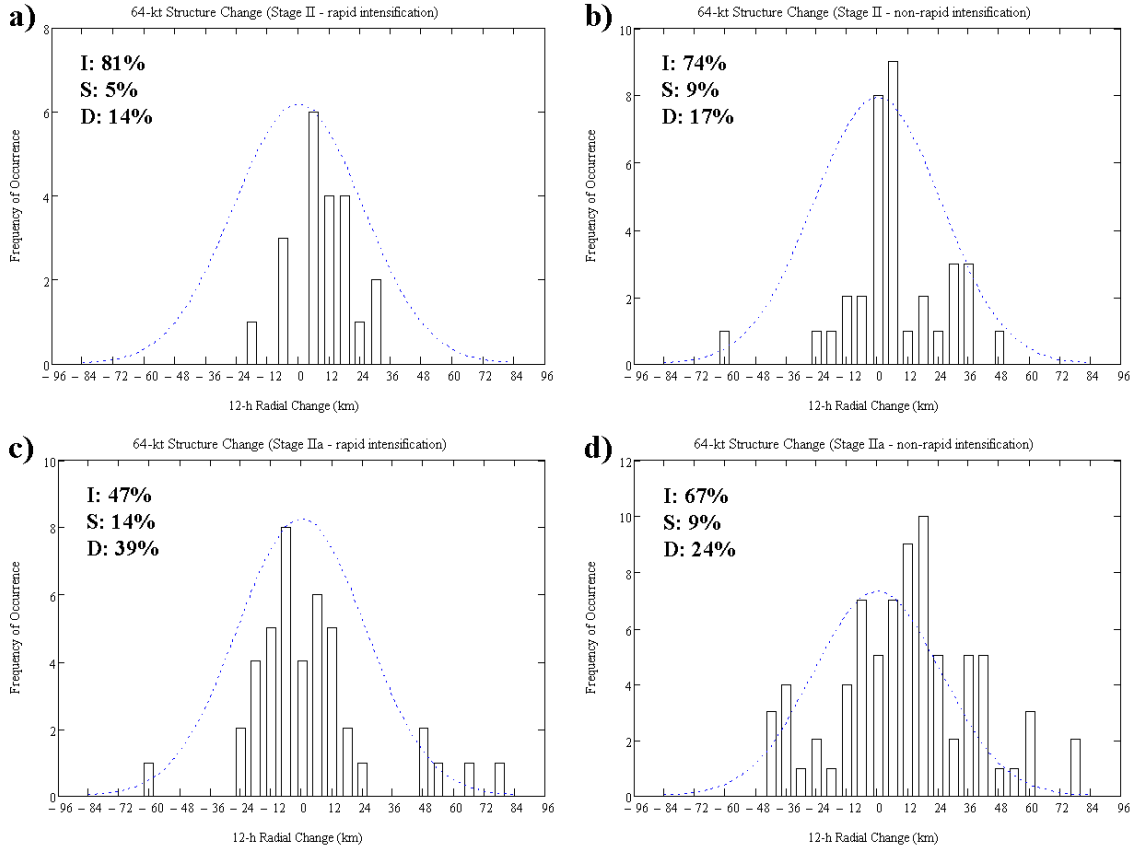 a)
64-kt Structure Change (Stage II - rapid intensification)
I: 81%
S: 5%
D: 14%
Frequency of Occurrence
8
6
4
2
0
− 96 − 84 − 72 − 60 − 48 − 36 − 24 − 12 0 12 24 36 48 60 72 84 96
12-h Radial Change (km)
b)
64-kt Structure Change (Stage II - non-rapid intensification)
I: 74%
S: 9%
D: 17%
Frequency of Occurrence
10
8
6
4
2
0
− 96 − 84 − 72 − 60 − 48 − 36 − 24 − 12 0 12 24 36 48 60 72 84 96
12-h Radial Change (km)
c)
64-kt Structure Change (Stage IIa - rapid intensification)
I: 47%
S: 14%
D: 39%
Frequency of Occurrence
10
8
6
4
2
0
− 96 − 84 − 72 − 60 − 48 − 36 − 24 − 12 0 12 24 36 48 60 72 84 96
12-h Radial Change (km)
d)
64-kt Structure Change (Stage IIa - non-rapid intensification)
I: 67%
S: 9%
D: 24%
Frequency of Occurrence
12
10
8
6
4
2
0
− 96 − 84 − 72 − 60 − 48 − 36 − 24 − 12 0 12 24 36 48 60 72 84 96
12-h Radial Change (km)